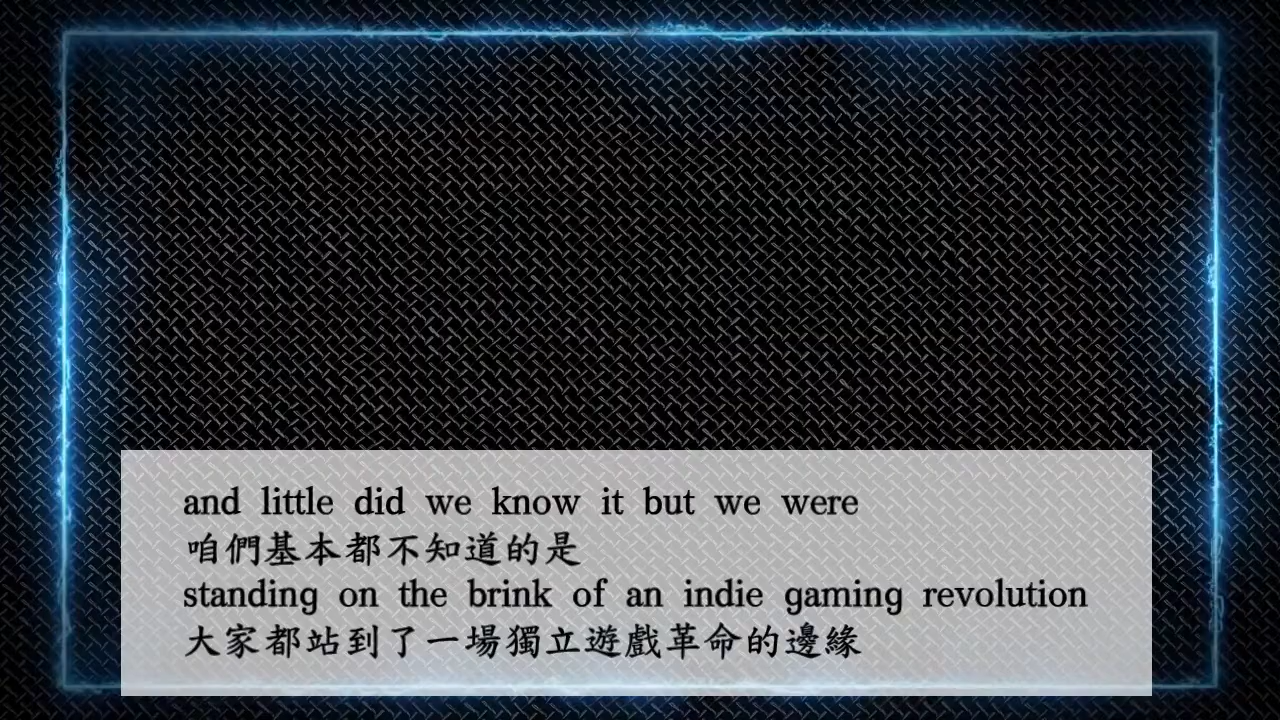 and little did we know it but we were
咱們基本都不知道的是
standing on the brink of an indie gaming revolution
大家都站到了一場獨立遊戲革命的邊緣